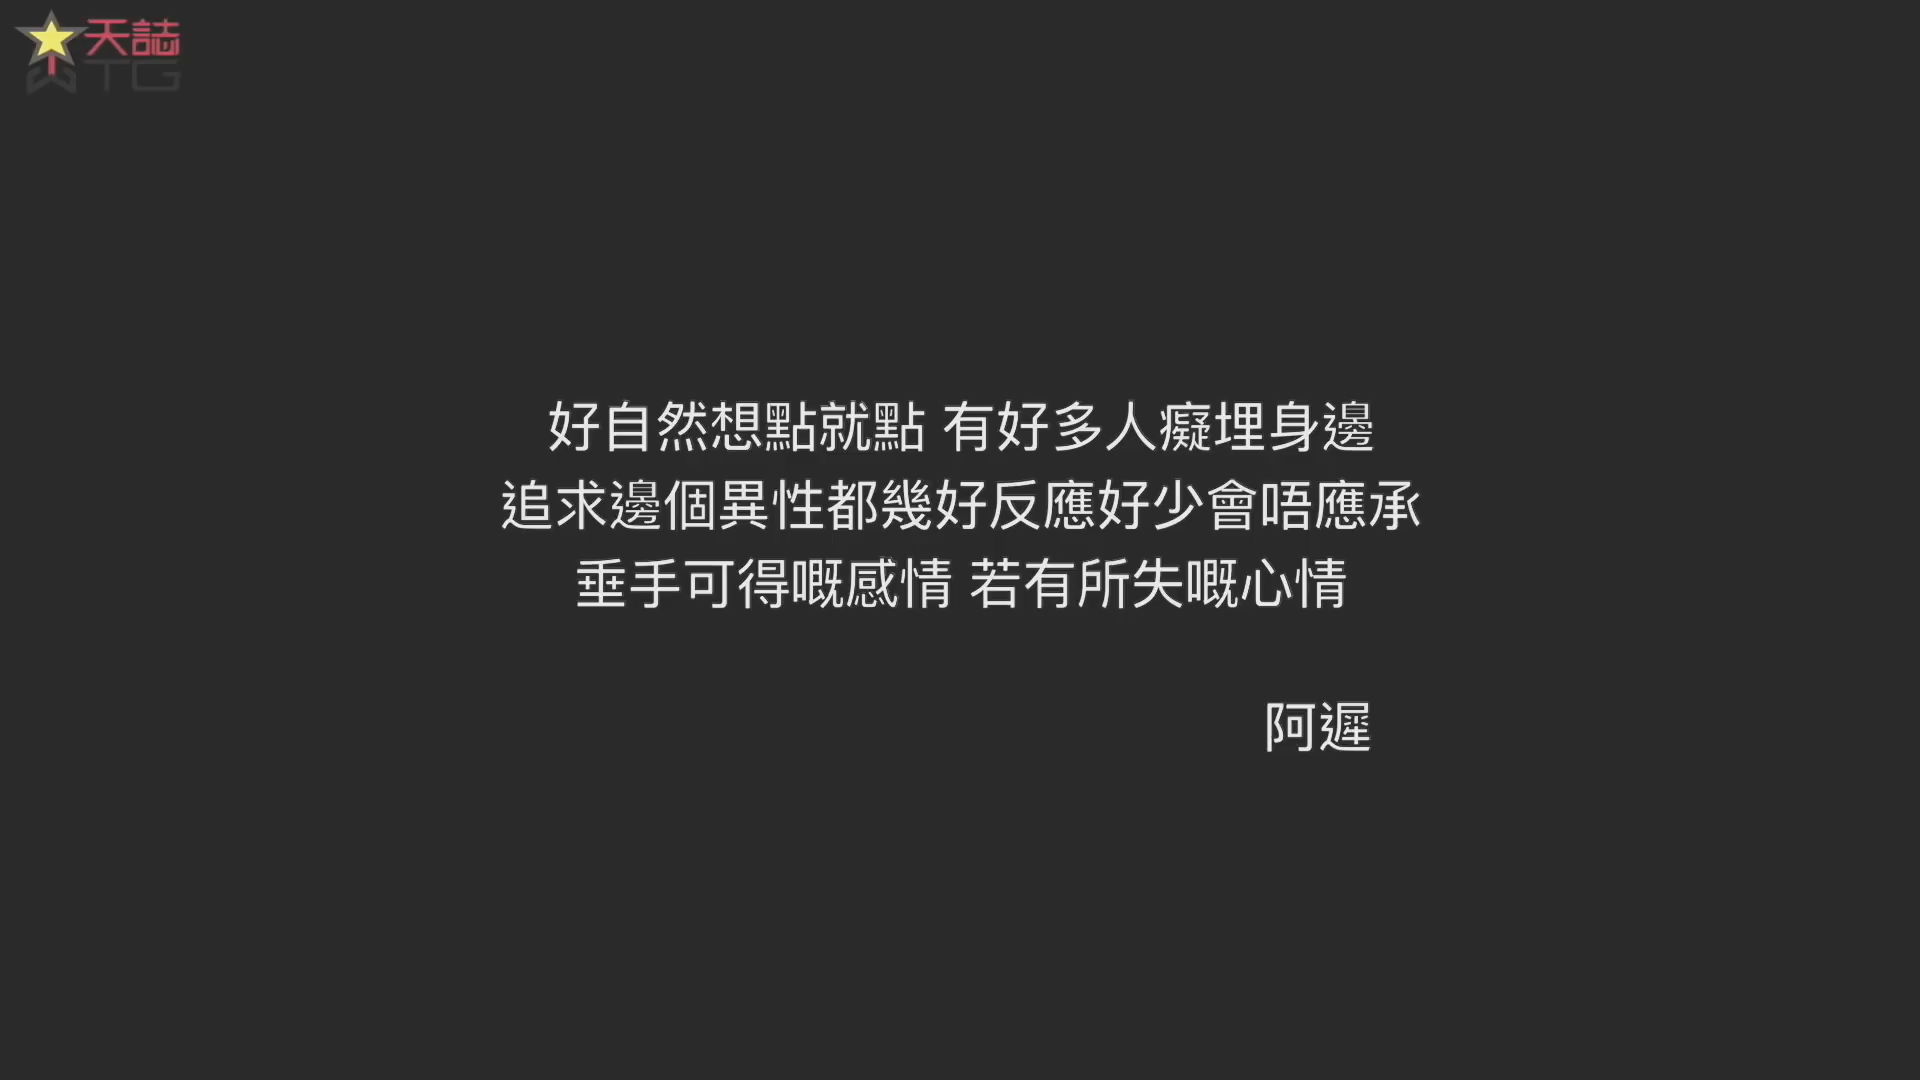 天誌
TG
好自然想點就點 有好多人癡埋身邊
追求邊個異性都幾好反應好少會唔應承
垂手可得嘅感情 若有所失嘅心情
阿遲